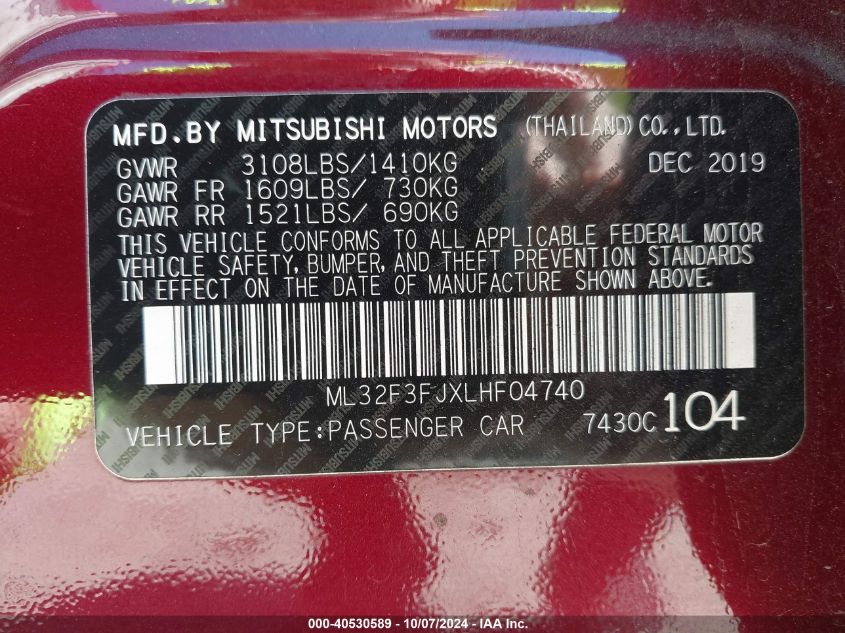 MFD.BY MITSUBISHI MOTORS (THAILAND) CO.,LTD.
GVWR 3108LBS/1410KG DEC 2019
GAWR FR 1609LBS/ 730KG
GAWR RR 1521LBS/ 690KG
THIS VEHICLE CONFORMS TO ALL APPLICABLE FEDERAL MOTOR
VEHICLE SAFETY, BUMPER, AND THEFT PREVENTION STANDARDS
IN EFFECT ON THE DATE OF MANUFACTURE SHOWN ABOVE.
ML32F3FJXLHF04740
VEHICLE TYPE:PASSENGER CAR 7430C 104
000-40530589 - 10/07/2024 - IAA Inc.